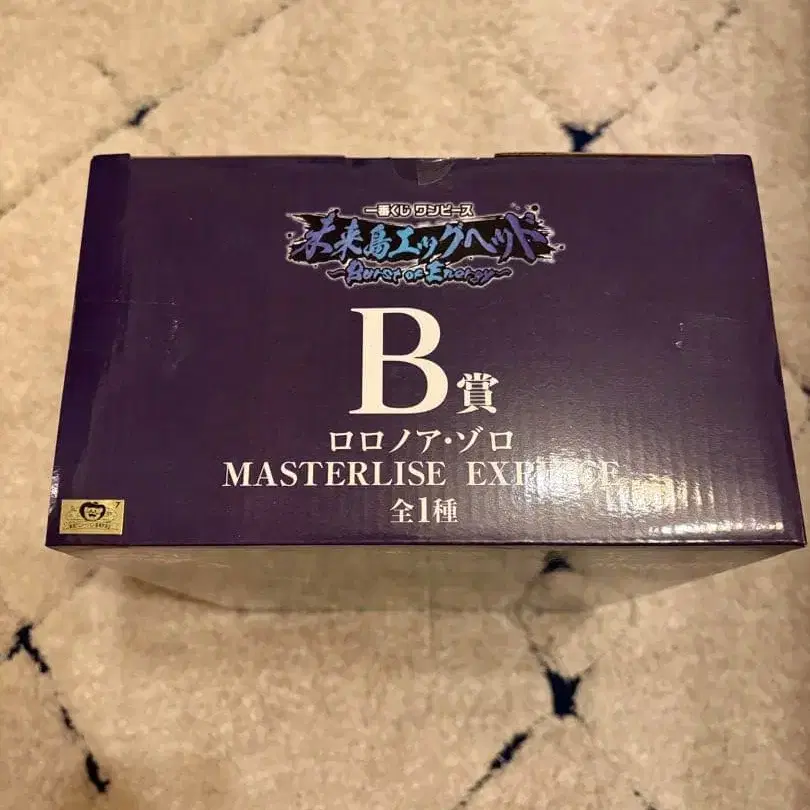 一番くじ ワンピース
未来島エッグヘッド
~Burst of Energy~
B賞
ロロノア・ゾロ
MASTERLISE EXPIECE
全1種